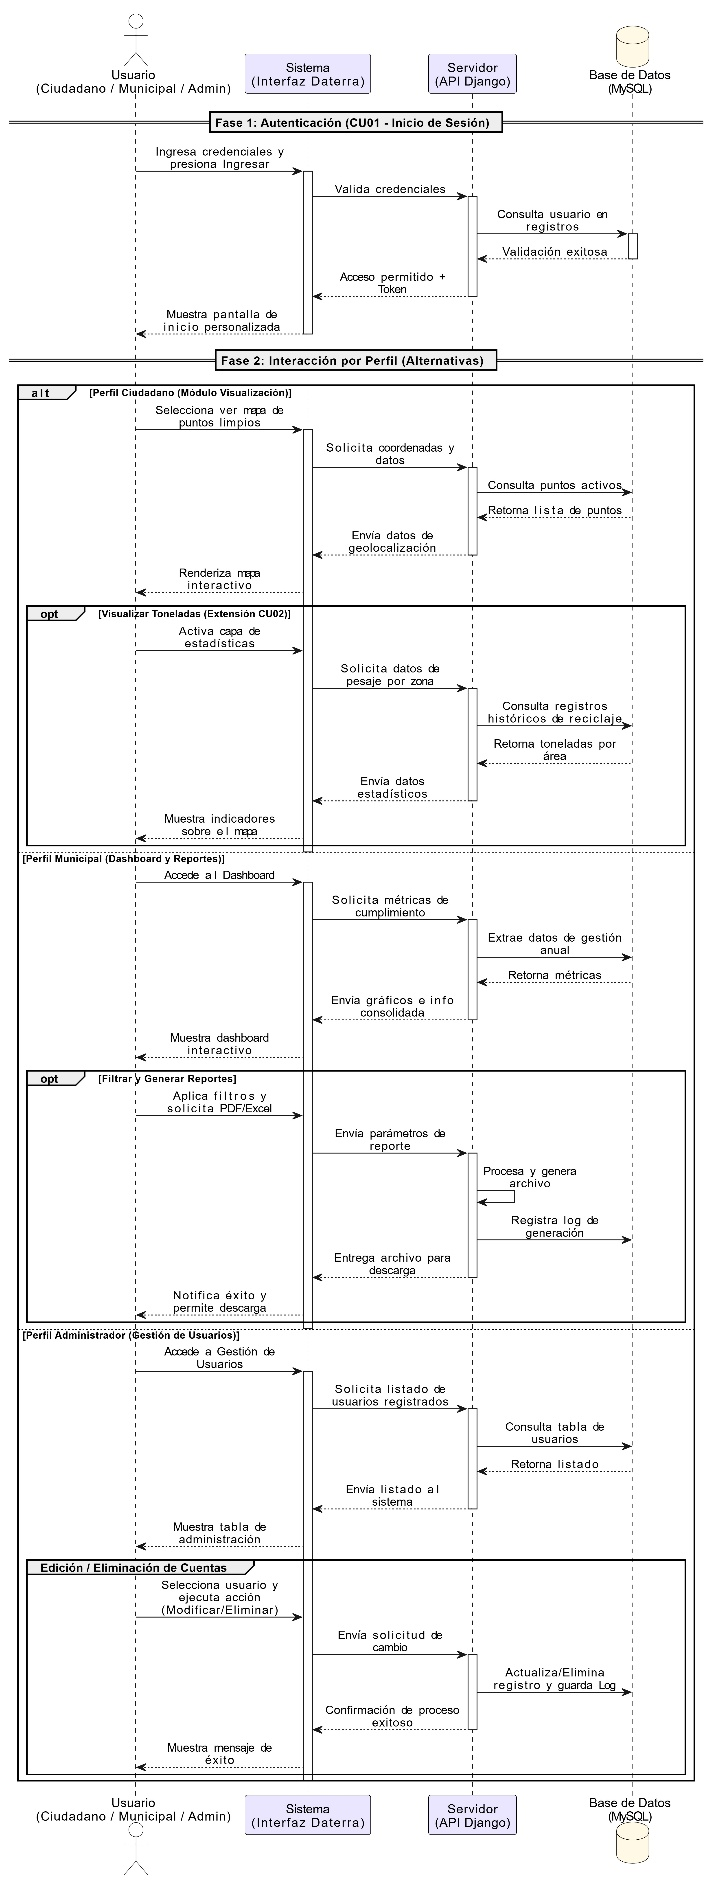 Usuario
(Ciudadano / Municipal / Admin)
Sistema
(Interfaz Daterra)
Servidor
(API Django)
Base de Datos
(MySQL)
Fase 1: Autenticación (CU01 - Inicio de Sesión)
Ingresa credenciales y
presiona Ingresar
Valida credenciales
Consulta usuario en
registros
Validación exitosa
Acceso permitido +
Token
Muestra pantalla de
inicio personalizada
Fase 2: Interacción por Perfil (Alternativas)
alt
[Perfil Ciudadano (Módulo Visualización)]
Selecciona ver mapa de
puntos limpios
Solicita coordenadas y
datos
Consulta puntos activos
Retorna lista de puntos
Envía datos de
geolocalización
Renderiza mapa
interactivo
opt
[Visualizar Toneladas (Extensión CU02)]
Activa capa de
estadísticas
Solicita datos de
pesaje por zona
Consulta registros
históricos de reciclaje
Retorna toneladas por
área
Envía datos
estadísticos
Muestra indicadores
sobre el mapa
[Perfil Municipal (Dashboard y Reportes)]
Accede al Dashboard
Solicita métricas de
cumplimiento
Extrae datos de gestión
anual
Retorna métricas
Envía gráficos e info
consolidada
Muestra dashboard
interactivo
opt
[Filtrar y Generar Reportes]
Aplica filtros y
solicita PDF/Excel
Envía parámetros de
reporte
Procesa y genera
archivo
Registra log de
generación
Entrega archivo para
descarga
Notifica éxito y
permite descarga
[Perfil Administrador (Gestión de Usuarios)]
Accede a Gestión de
Usuarios
Solicita listado de
usuarios registrados
Consulta tabla de
usuarios
Retorna listado
Envía listado al
sistema
Muestra tabla de
administración
Edición / Eliminación de Cuentas
Selecciona usuario y
ejecuta acción
(Modificar/Eliminar)
Envía solicitud de
cambio
Actualiza/Elimina
registro y guarda Log
Confirmación de proceso
exitoso
Muestra mensaje de
éxito
Usuario
(Ciudadano / Municipal / Admin)
Sistema
(Interfaz Daterra)
Servidor
(API Django)
Base de Datos
(MySQL)